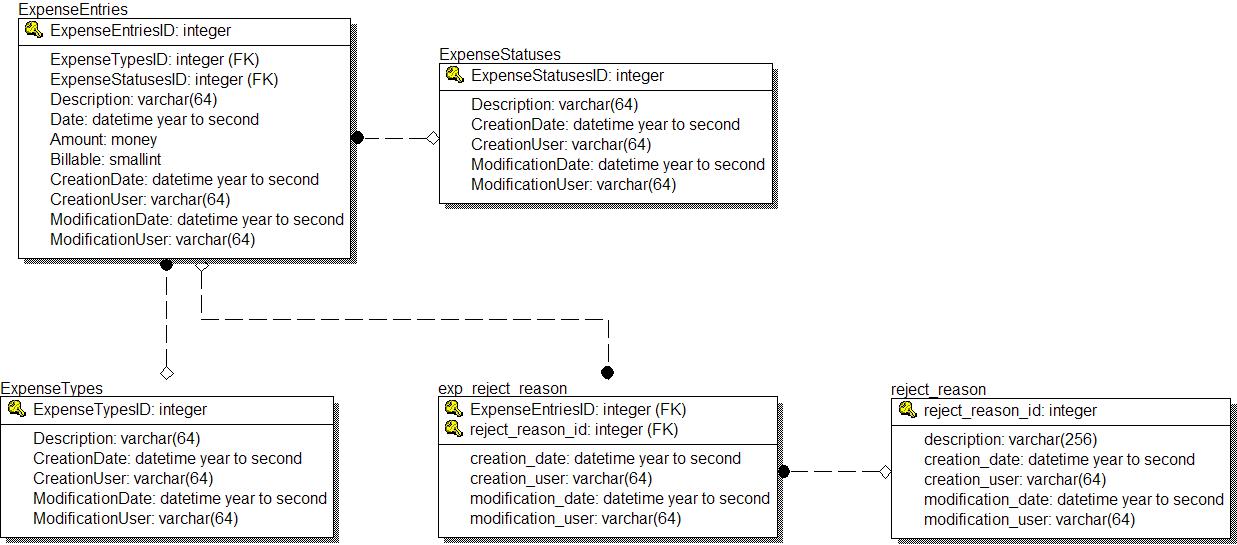 ExpenseEntries
ExpenseEntriesID: integer
ExpenseTypesID: integer (FK)
ExpenseStatusesID: integer (FK)
Description: varchar(64)
Date: datetime year to second
Amount: money
Billable: smallint
CreationDate: datetime year to second
CreationUser: varchar(64)
ModificationDate: datetime year to second
ModificationUser: varchar(64)
ExpenseStatuses
ExpenseStatusesID: integer
Description: varchar(64)
CreationDate: datetime year to second
CreationUser: varchar(64)
ModificationDate: datetime year to second
ModificationUser: varchar(64)
ExpenseTypes
ExpenseTypesID: integer
Description: varchar(64)
CreationDate: datetime year to second
CreationUser: varchar(64)
ModificationDate: datetime year to second
ModificationUser: varchar(64)
exp_reject_reason
ExpenseEntriesID: integer (FK)
reject_reason_id: integer (FK)
creation_date: datetime year to second
creation_user: varchar(64)
modification_date: datetime year to second
modification_user: varchar(64)
reject_reason
reject_reason_id: integer
description: varchar(256)
creation_date: datetime year to second
creation_user: varchar(64)
modification_date: datetime year to second
modification_user: varchar(64)